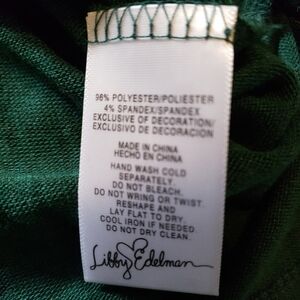 96% POLYESTER/POLIESTER
4% SPANDEX/SPANDEX
EXCLUSIVE OF DECORATION/
EXCLUSIVO DE DECORACION
MADE IN CHINA
HECHO EN CHINA
HAND WASH COLD
SEPARATELY.
DO NOT BLEACH.
DO NOT WRING OR TWIST.
RESHAPE AND
LAY FLAT TO DRY.
COOL IRON IF NEEDED.
DO NOT DRY CLEAN.
Libby Edelman